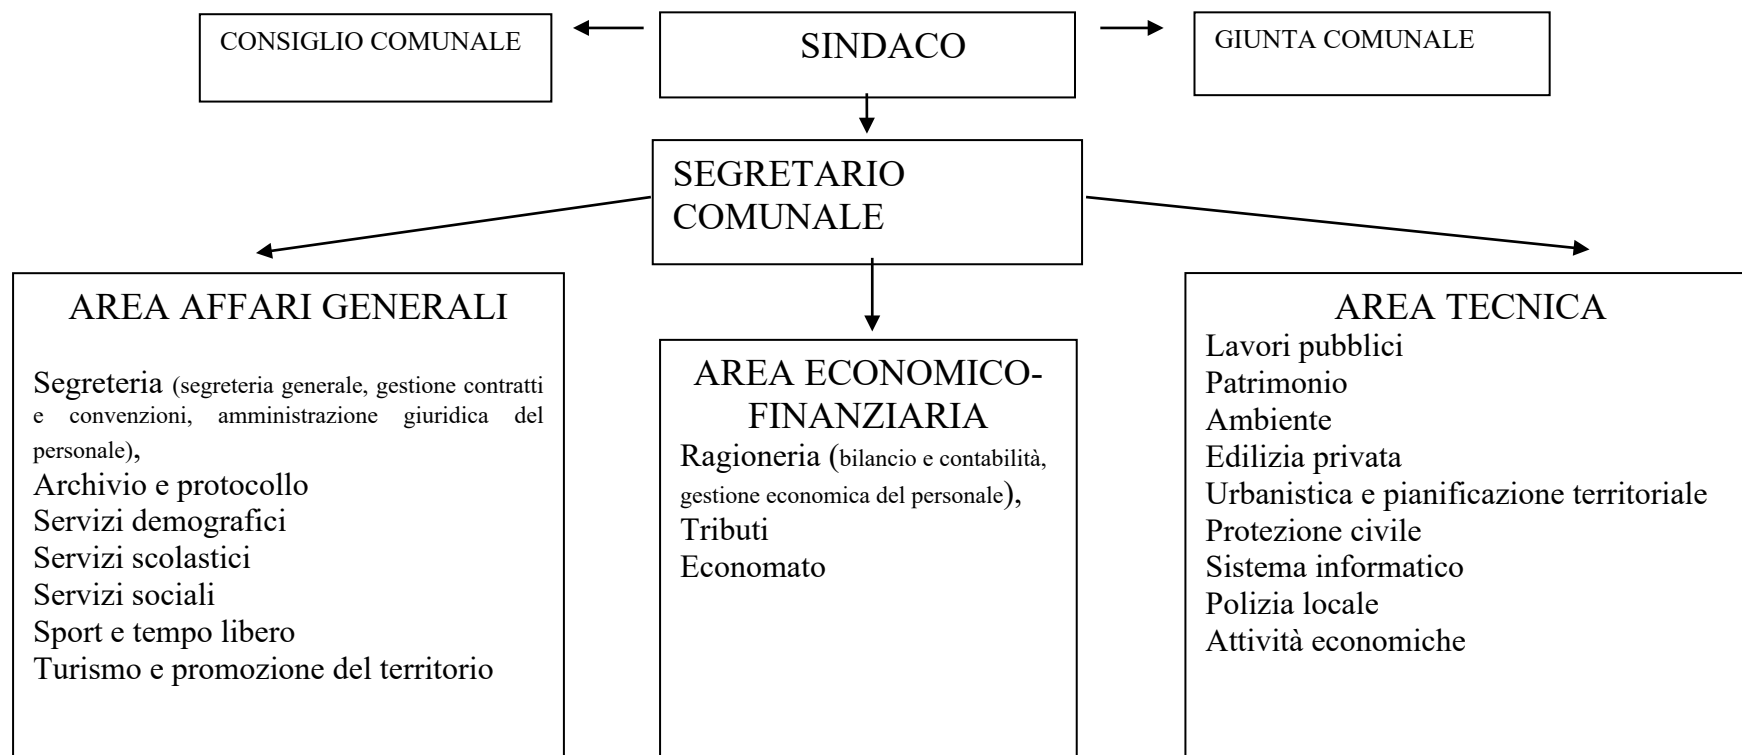 CONSIGLIO COMUNALE
SINDACO
GIUNTA COMUNALE
SEGRETARIO
COMUNALE
AREA AFFARI GENERALI
Segreteria (segreteria generale, gestione contratti
e convenzioni, amministrazione giuridica del
personale),
Archivio e protocollo
Servizi demografici
Servizi scolastici
Servizi sociali
Sport e tempo libero
Turismo e promozione del territorio
AREA ECONOMICO-
FINANZIARIA
Ragioneria (bilancio e contabilità,
gestione economica del personale),
Tributi
Economato
AREA TECNICA
Lavori pubblici
Patrimonio
Ambiente
Edilizia privata
Urbanistica e pianificazione territoriale
Protezione civile
Sistema informatico
Polizia locale
Attività economiche